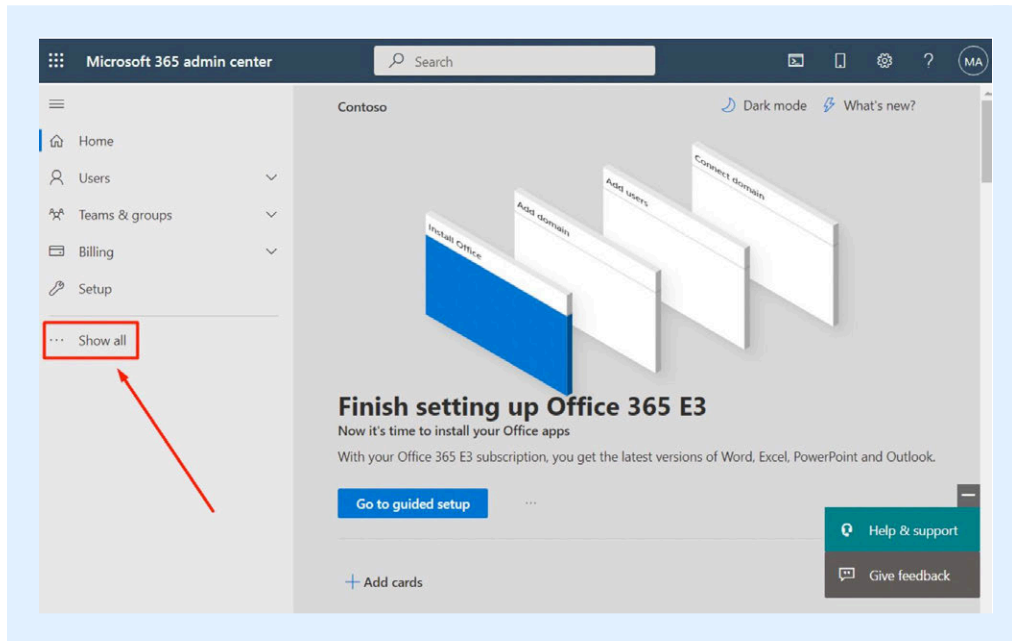 Microsoft 365 admin center
Search
MA
Contoso
Dark mode
What's new?
Home
Users
Teams & groups
Billing
Setup
Show all
Install Office
Add domain
Add users
Connect domain
Finish setting up Office 365 E3
Now it's time to install your Office apps
With your Office 365 E3 subscription, you get the latest versions of Word, Excel, PowerPoint and Outlook.
Go to guided setup
Help & support
Give feedback
Add cards